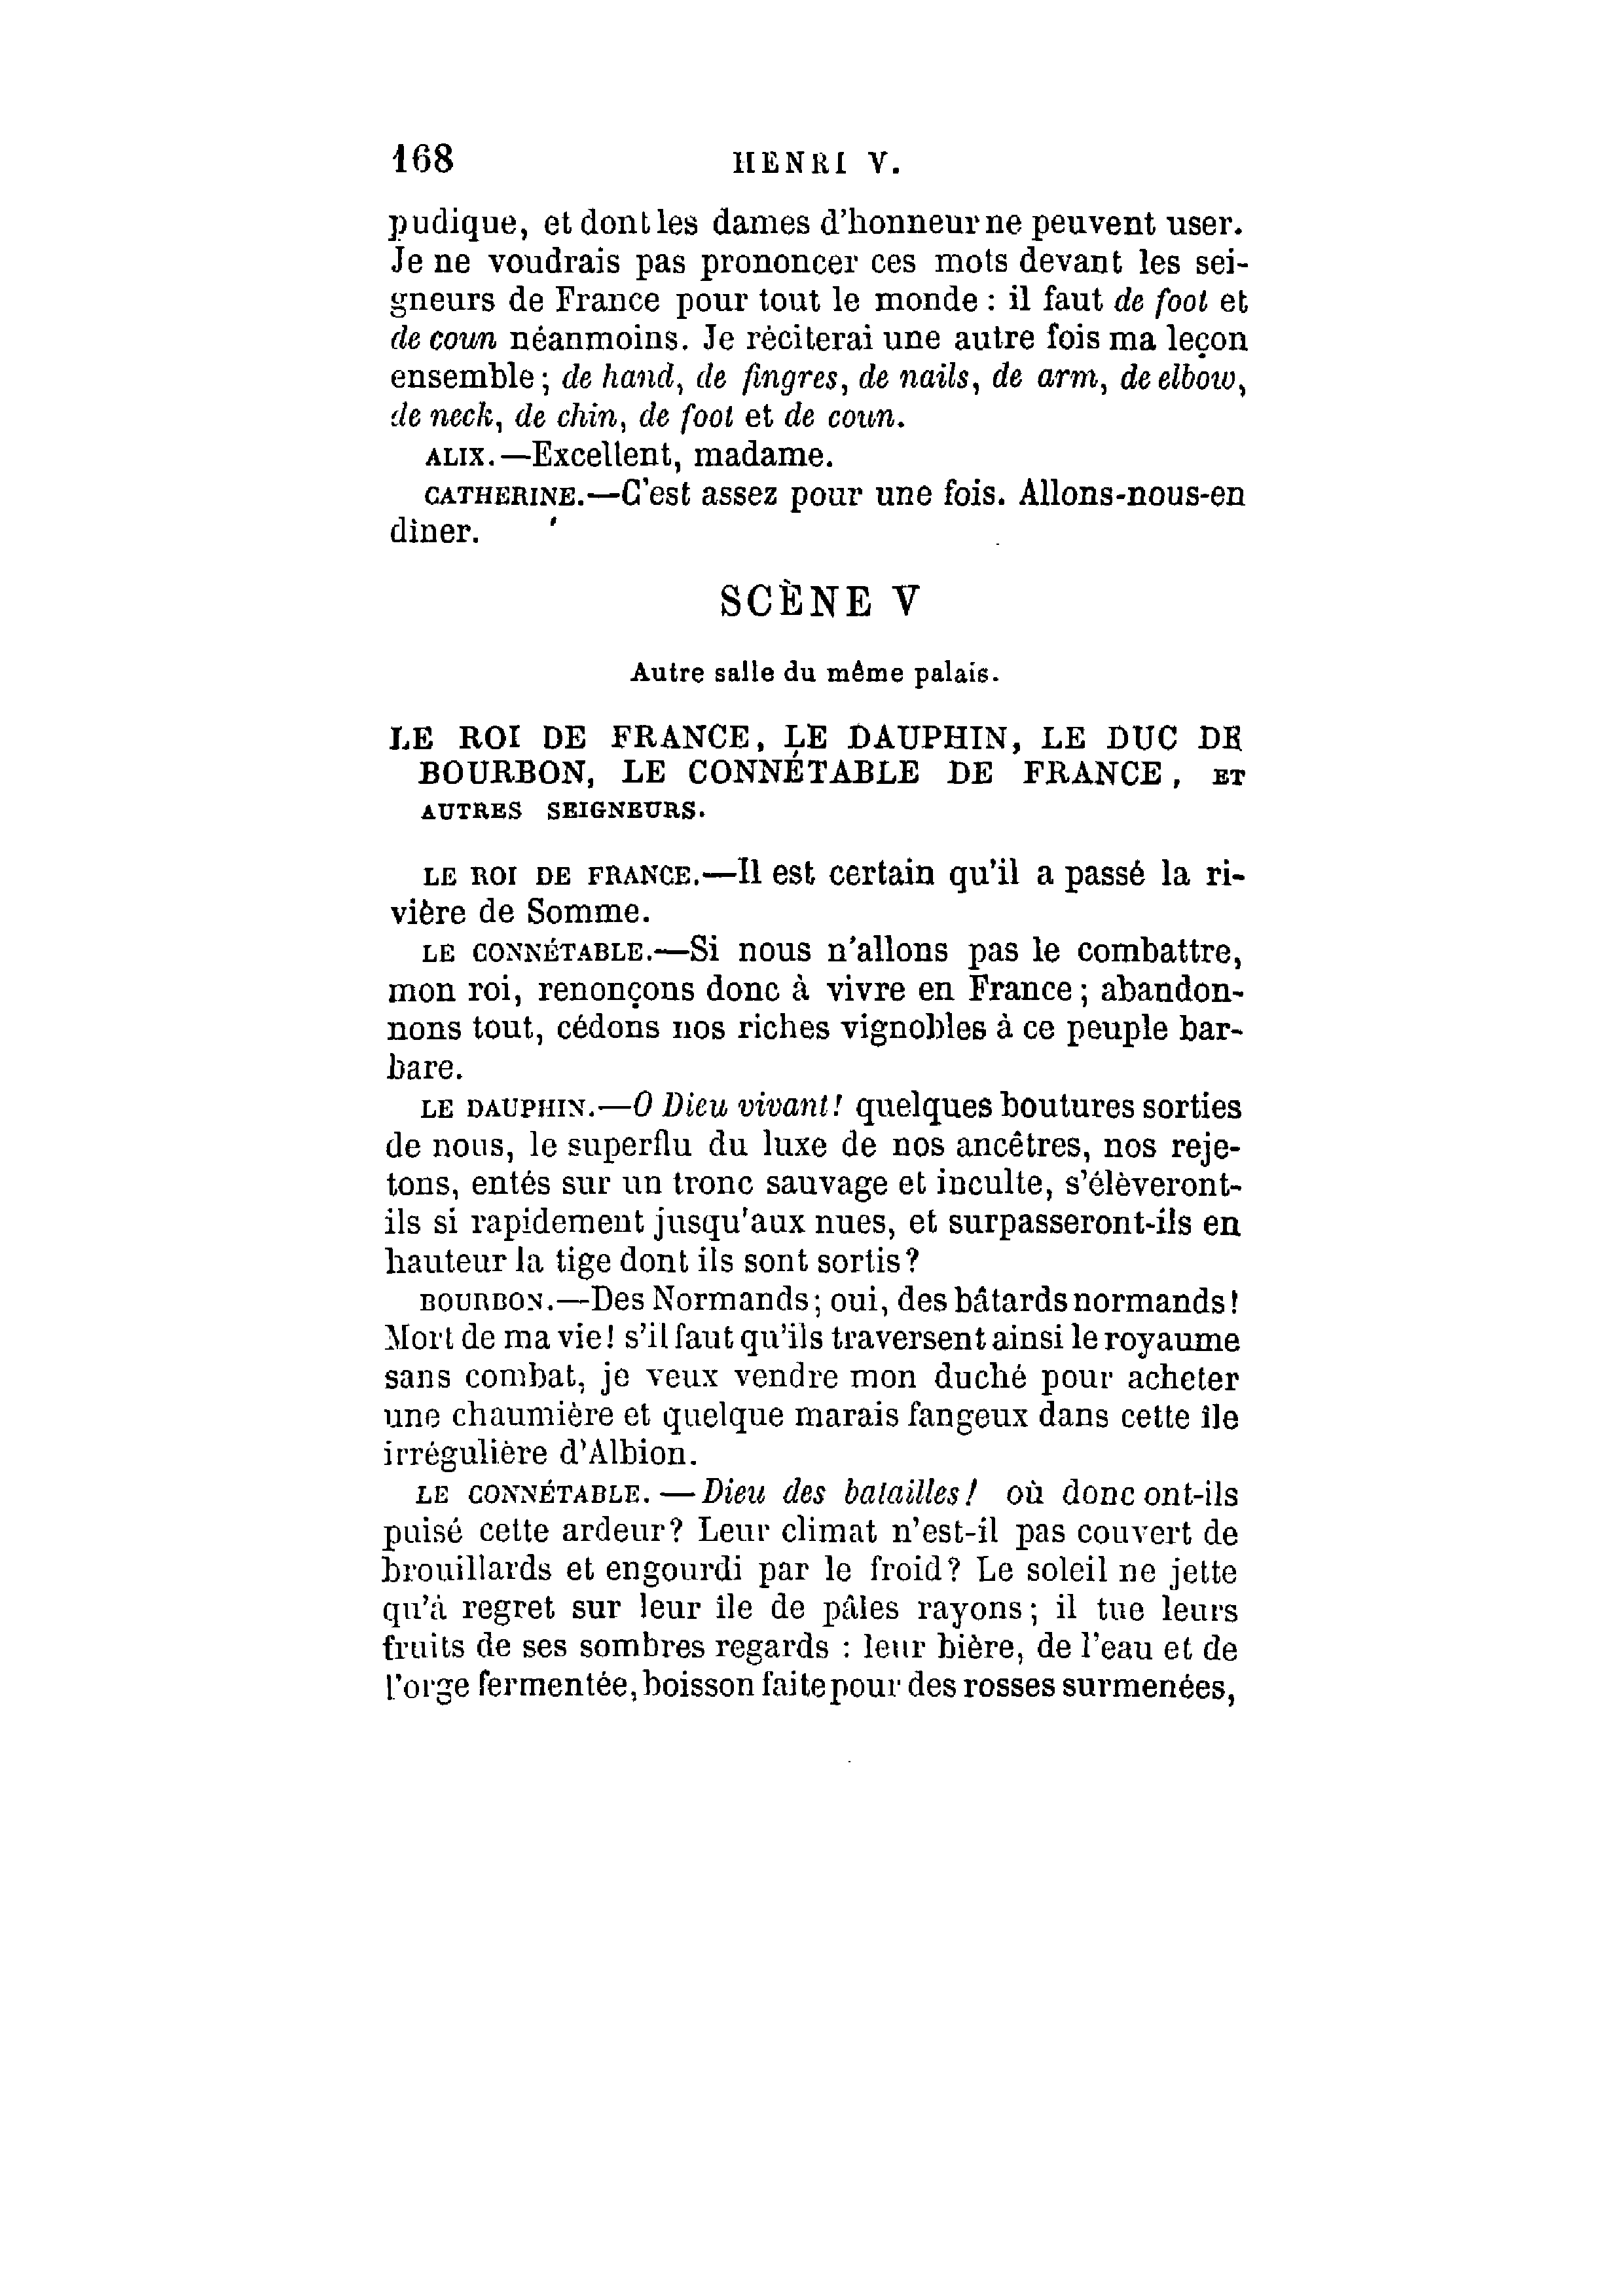 168 HENRI V.
pudique, et dont les dames d'honneur ne peuvent user.
Je ne voudrais pas prononcer ces mots devant les sei-
gneurs de France pour tout le monde : il faut de foot et
de coun néanmoins. Je réciterai une autre fois ma leçon
ensemble ; de hand, de fingres, de nails, de arm, de elbow,
de neck, de chin, de foot et de coun.
ALIX.—Excellent, madame.
CATHERINE.—C'est assez pour une fois. Allons-nous-en
dîner.
SCÈNE V
Autre salle du même palais.
LE ROI DE FRANCE, LE DAUPHIN, LE DUC DE
BOURBON, LE CONNÉTABLE DE FRANCE, ET
AUTRES SEIGNEURS.
LE ROI DE FRANCE.—Il est certain qu'il a passé la ri-
vière de Somme.
LE CONNÉTABLE.—Si nous n'allons pas le combattre,
mon roi, renonçons donc à vivre en France ; abandon-
nons tout, cédons nos riches vignobles à ce peuple bar-
bare.
LE DAUPHIN.—O Dieu vivant! quelques boutures sorties
de nous, le superflu du luxe de nos ancêtres, nos reje-
tons, entés sur un tronc sauvage et inculte, s'élèveront-
ils si rapidement jusqu'aux nues, et surpasseront-ils en
hauteur la tige dont ils sont sortis?
BOURBON.—Des Normands ; oui, des bâtards normands!
Mort de ma vie! s'il faut qu'ils traversent ainsi le royaume
sans combat, je veux vendre mon duché pour acheter
une chaumière et quelque marais fangeux dans cette île
irrégulière d'Albion.
LE CONNÉTABLE.—Dieu des batailles! où donc ont-ils
puisé cette ardeur? Leur climat n'est-il pas couvert de
brouillards et engourdi par le froid? Le soleil ne jette
qu'à regret sur leur île de pâles rayons ; il tue leurs
fruits de ses sombres regards : leur bière, de l'eau et de
l'orge fermentée, boisson faite pour des rosses surmenées,